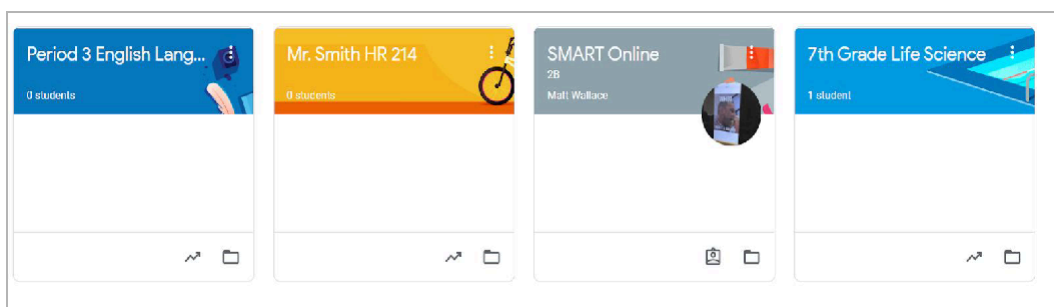 Period 3 English Lang...
0 students
Mr. Smith HR 214
0 students
SMART Online
2B
Matt Wallace
7th Grade Life Science
1 student